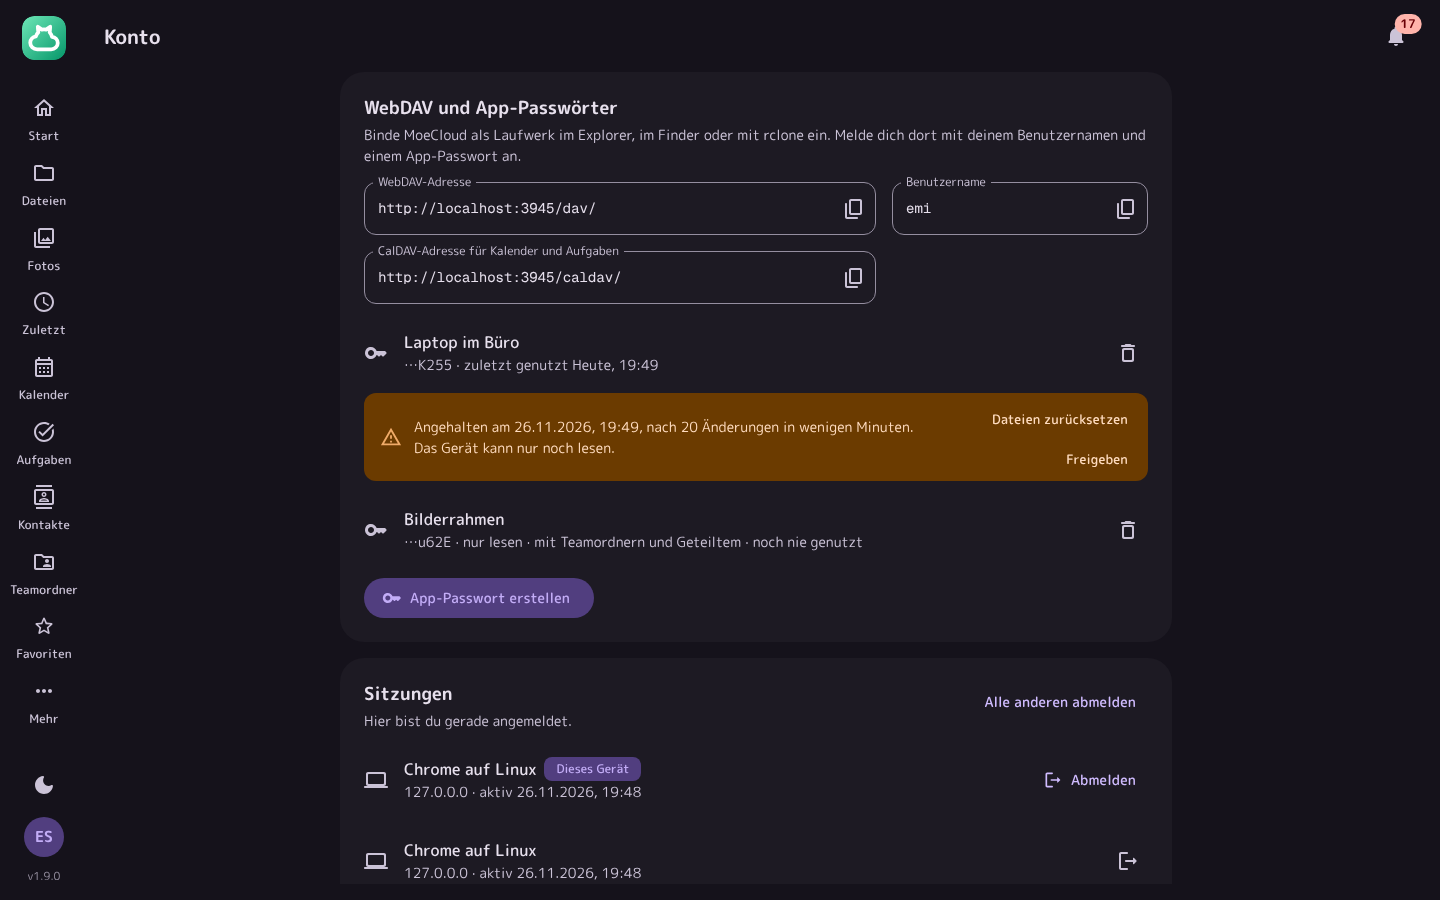 Konto
17
Start
Dateien
Fotos
Zuletzt
Kalender
Aufgaben
Kontakte
Teamordner
Favoriten
Mehr
ES
v1.9.0
WebDAV und App-Passwörter
Binde MoeCloud als Laufwerk im Explorer, im Finder oder mit rclone ein. Melde dich dort mit deinem Benutzernamen und
einem App-Passwort an.
WebDAV-Adresse
http://localhost:3945/dav/
Benutzername
emi
CalDAV-Adresse für Kalender und Aufgaben
http://localhost:3945/caldav/
Laptop im Büro
···K255 · zuletzt genutzt Heute, 19:49
Angehalten am 26.11.2026, 19:49, nach 20 Änderungen in wenigen Minuten.
Das Gerät kann nur noch lesen.
Dateien zurücksetzen
Freigeben
Bilderrahmen
···u62E · nur lesen · mit Teamordnern und Geteiltem · noch nie genutzt
App-Passwort erstellen
Sitzungen
Hier bist du gerade angemeldet.
Alle anderen abmelden
Chrome auf Linux
Dieses Gerät
127.0.0.0 · aktiv 26.11.2026, 19:48
Abmelden
Chrome auf Linux
127.0.0.0 · aktiv 26.11.2026, 19:48